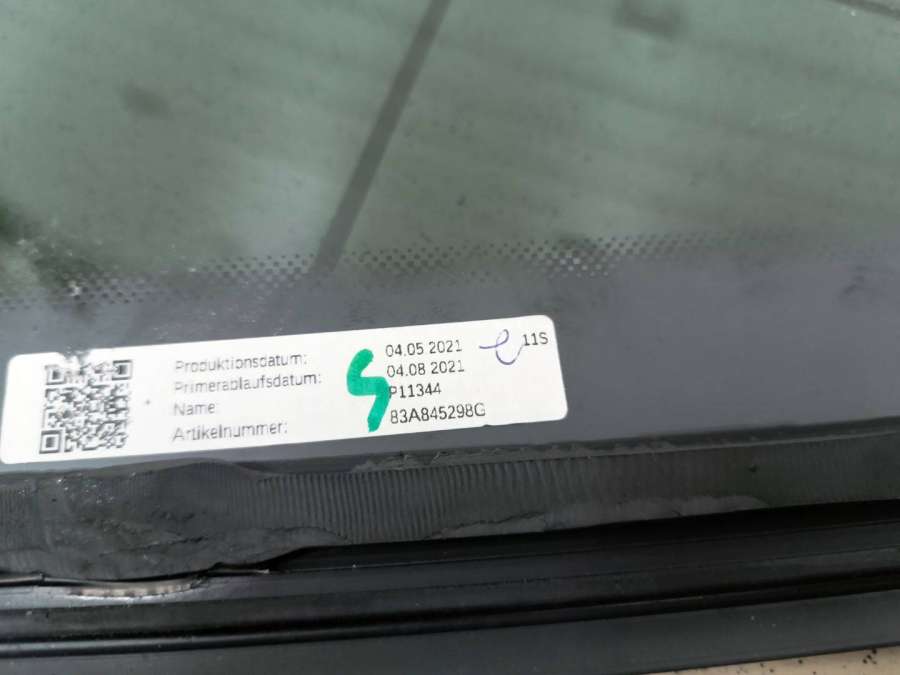 Produktionsdatum: 04.05 2021 11S
Primerablaufsdatum: 04.08 2021
Name: P11344
Artikelnummer: 83A845298G